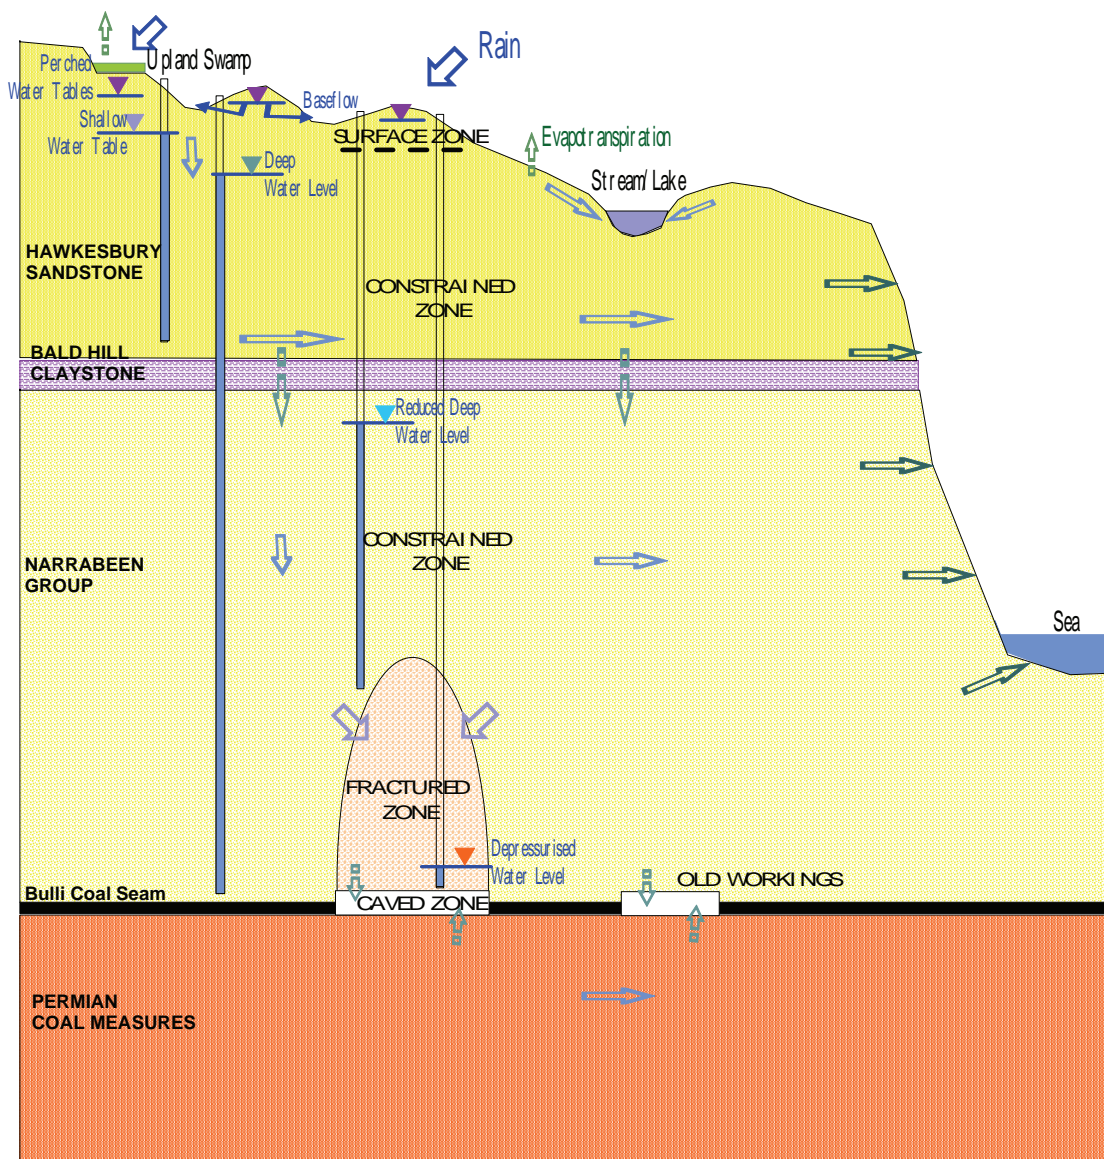 Rain
Upland Swamp
Perched
Water Tables
Baseflow
Shallow
Water Table
SURFACE ZONE
Evapotranspiration
Deep
Water Level
Stream/Lake
HAWKESBURY
SANDSTONE
CONSTRAINED
ZONE
BALD HILL
CLAYSTONE
Reduced Deep
Water Level
CONSTRAINED
ZONE
NARRABEEN
GROUP
Sea
FRACTURED
ZONE
Depressurised
Water Level
OLD WORKINGS
Bulli Coal Seam
CAVED ZONE
PERMIAN
COAL MEASURES